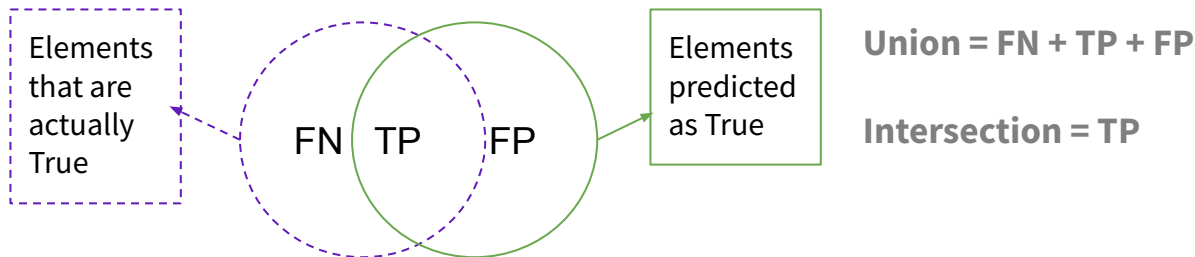 Elements
that are
actually
True
FN TP FP
Elements
predicted
as True
Union = FN + TP + FP
Intersection = TP